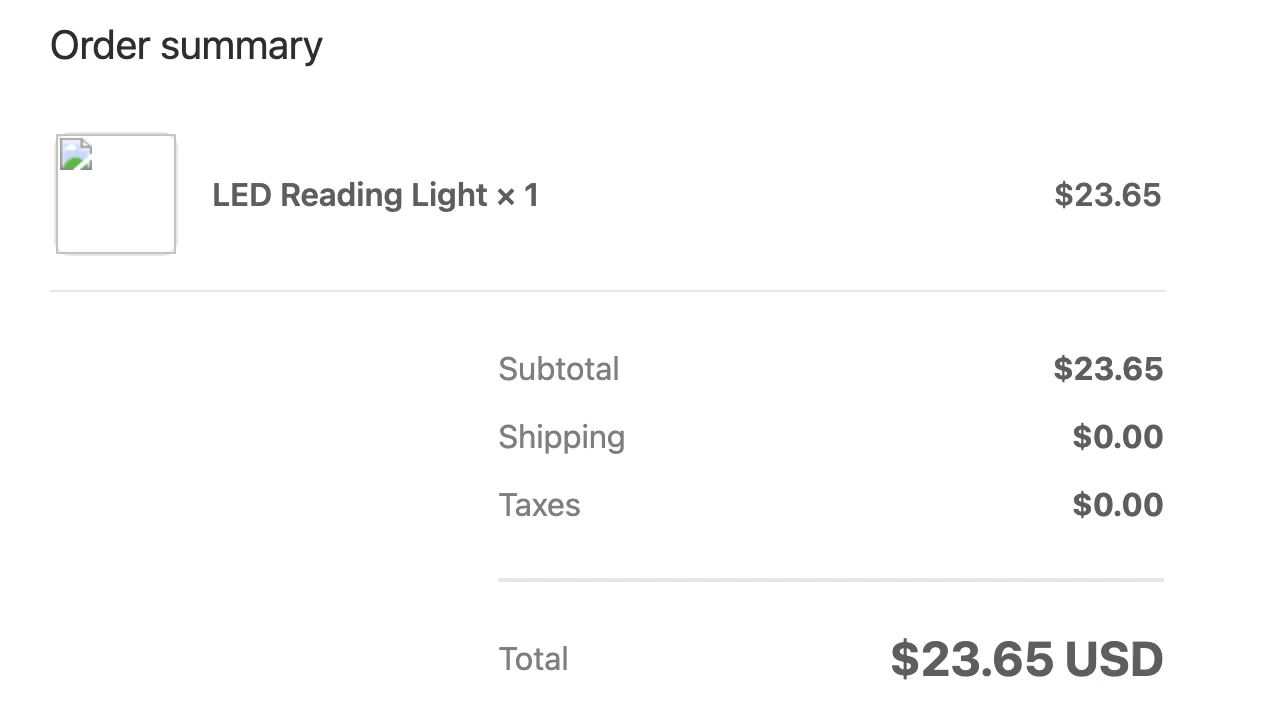 Order summary
LED Reading Light × 1 $23.65
Subtotal $23.65
Shipping $0.00
Taxes $0.00
Total $23.65 USD